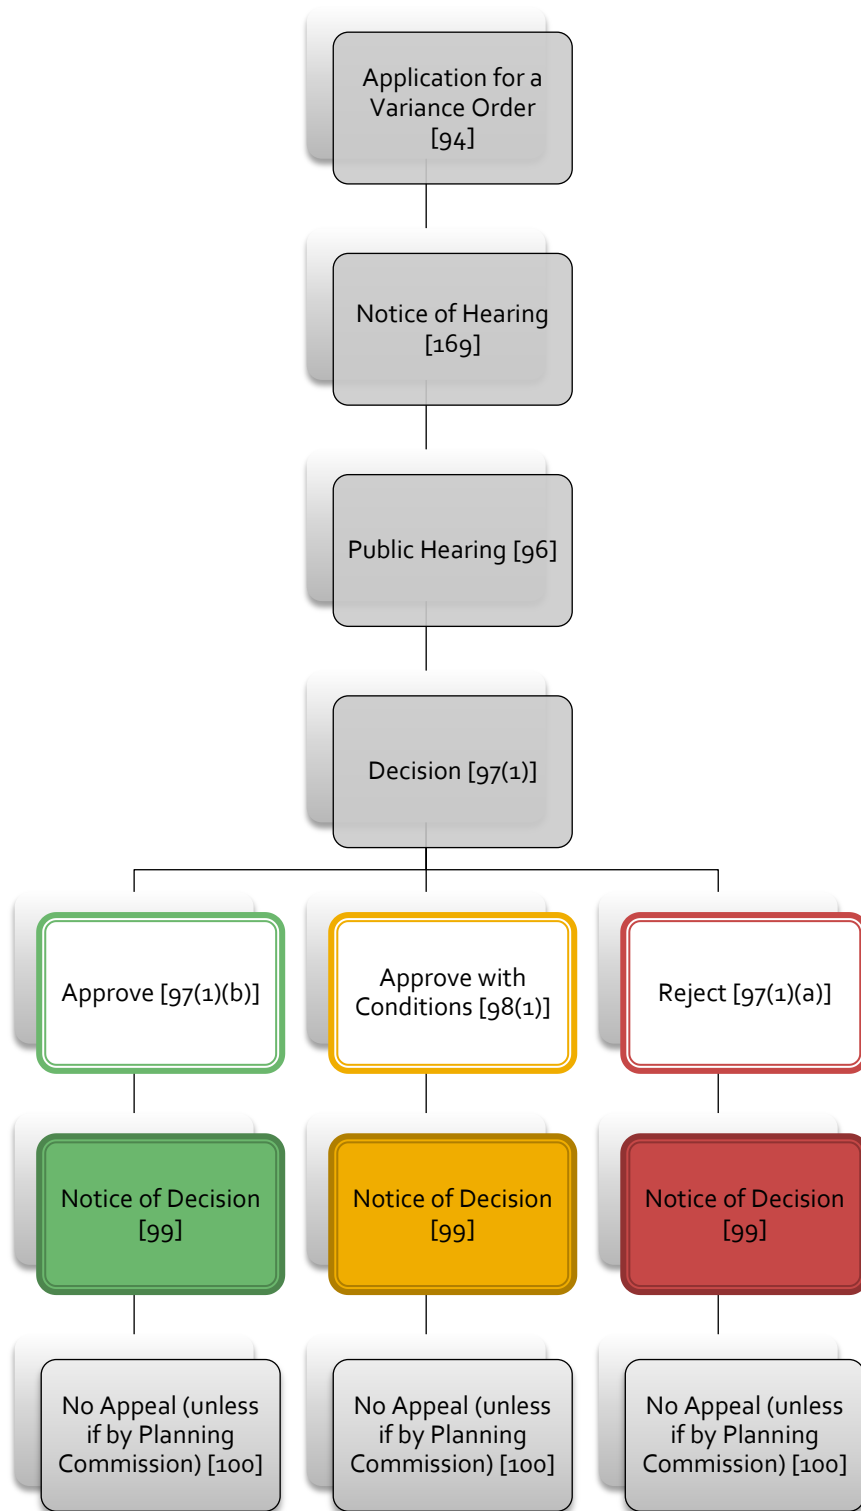 Application for a
Variance Order
[94]
Notice of Hearing
[169]
Public Hearing [96]
Decision [97(1)]
Approve [97(1)(b)]
Approve with
Conditions [98(1)]
Reject [97(1)(a)]
Notice of Decision
[99]
Notice of Decision
[99]
Notice of Decision
[99]
No Appeal (unless
if by Planning
Commission) [100]
No Appeal (unless
if by Planning
Commission) [100]
No Appeal (unless
if by Planning
Commission) [100]